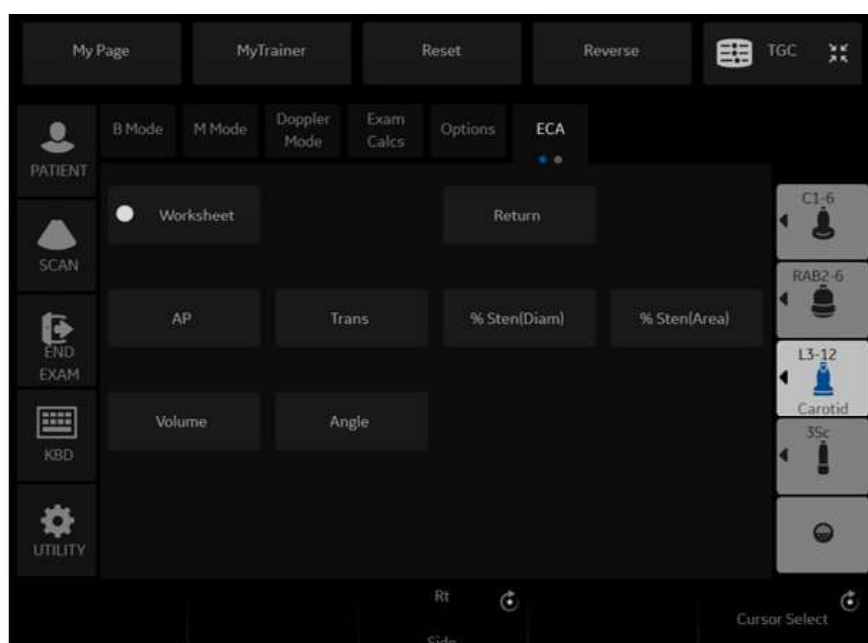 My Page
MyTrainer
Reset
Reverse
TGC
PATIENT
B Mode
M Mode
Doppler
Mode
Exam
Calcs
Options
ECA
Worksheet
Return
C1-6
SCAN
RAB2-6
AP
Trans
% Sten(Diam)
% Sten(Area)
END
EXAM
L3-12
Carotid
Volume
Angle
KBD
3Sc
UTILITY
Rt
Side
Cursor Select